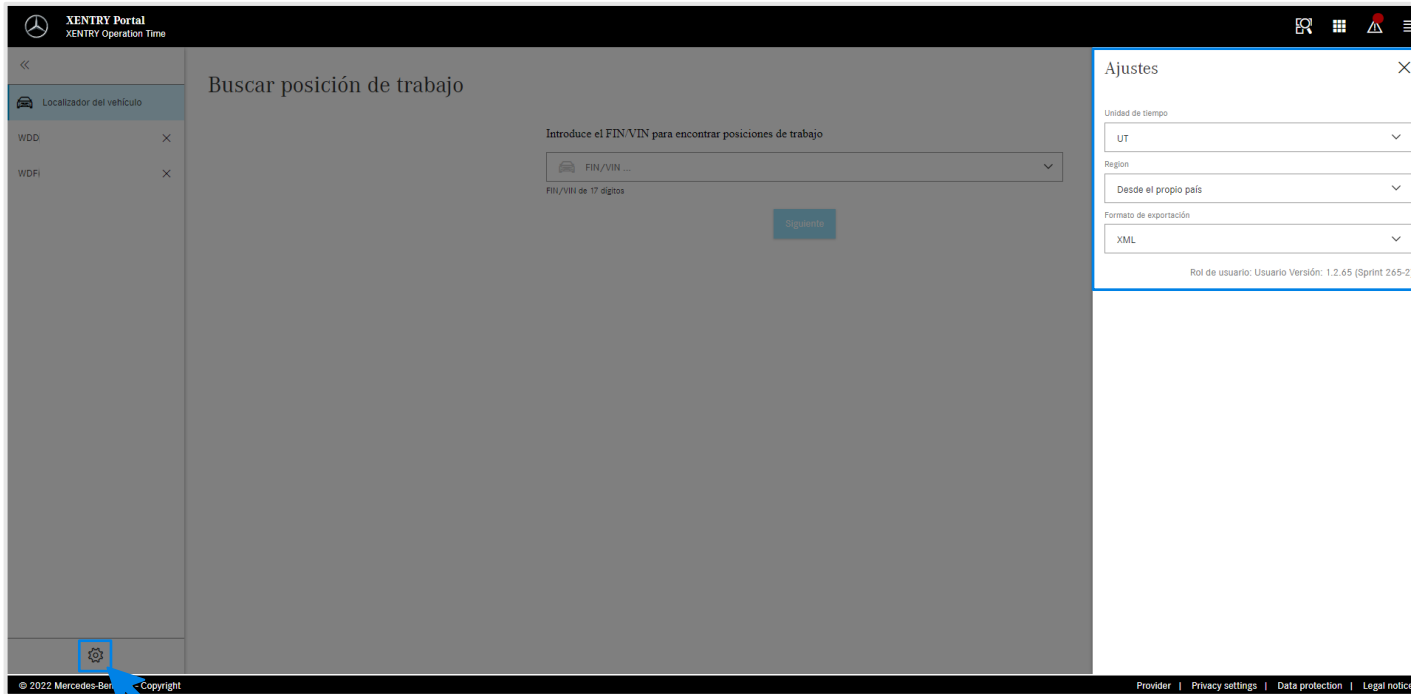 XENTRY Portal
XENTRY Operation Time
Localizador del vehículo
WDD
WDF
Buscar posición de trabajo
Introduce el FIN/VIN para encontrar posiciones de trabajo
FIN/VIN ...
FIN/VIN de 17 dígitos
Siguiente
Ajustes
Unidad de tiempo
UT
Region
Desde el propio país
Formato de exportación
XML
Rol de usuario: Usuario Versión: 1.2.65 (Sprint 265-2
© 2022 Mercedes-Be - Copyright
Provider | Privacy settings | Data protection | Legal notice